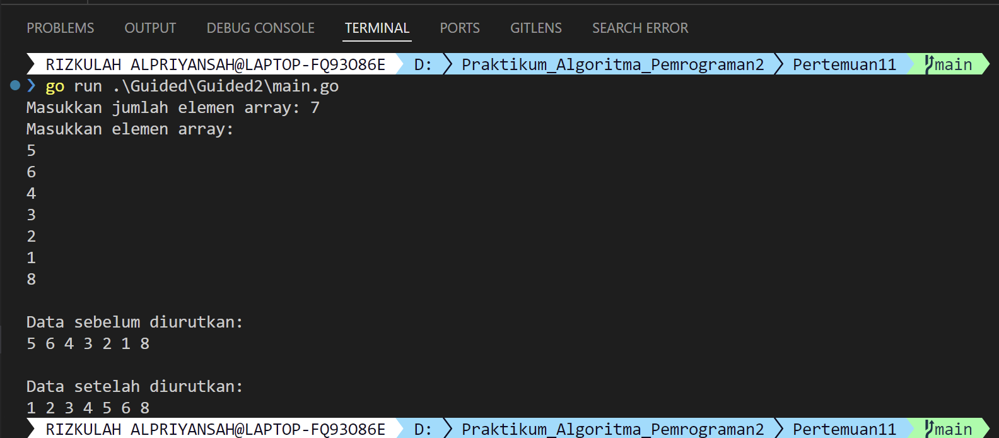 PROBLEMS OUTPUT DEBUG CONSOLE TERMINAL PORTS GITLENS SEARCH ERROR
RIZKULAH ALPRIYANSAH@LAPTOP-FQ93O86E D: Praktikum_Algoritma_Pemrograman2 Pertemuan11 main
❯ go run .\Guided\Guided2\main.go
Masukkan jumlah elemen array: 7
Masukkan elemen array:
5
6
4
3
2
1
8
Data sebelum diurutkan:
5 6 4 3 2 1 8
Data setelah diurutkan:
1 2 3 4 5 6 8
RIZKULAH ALPRIYANSAH@LAPTOP-FQ93O86E D: Praktikum_Algoritma_Pemrograman2 Pertemuan11 main